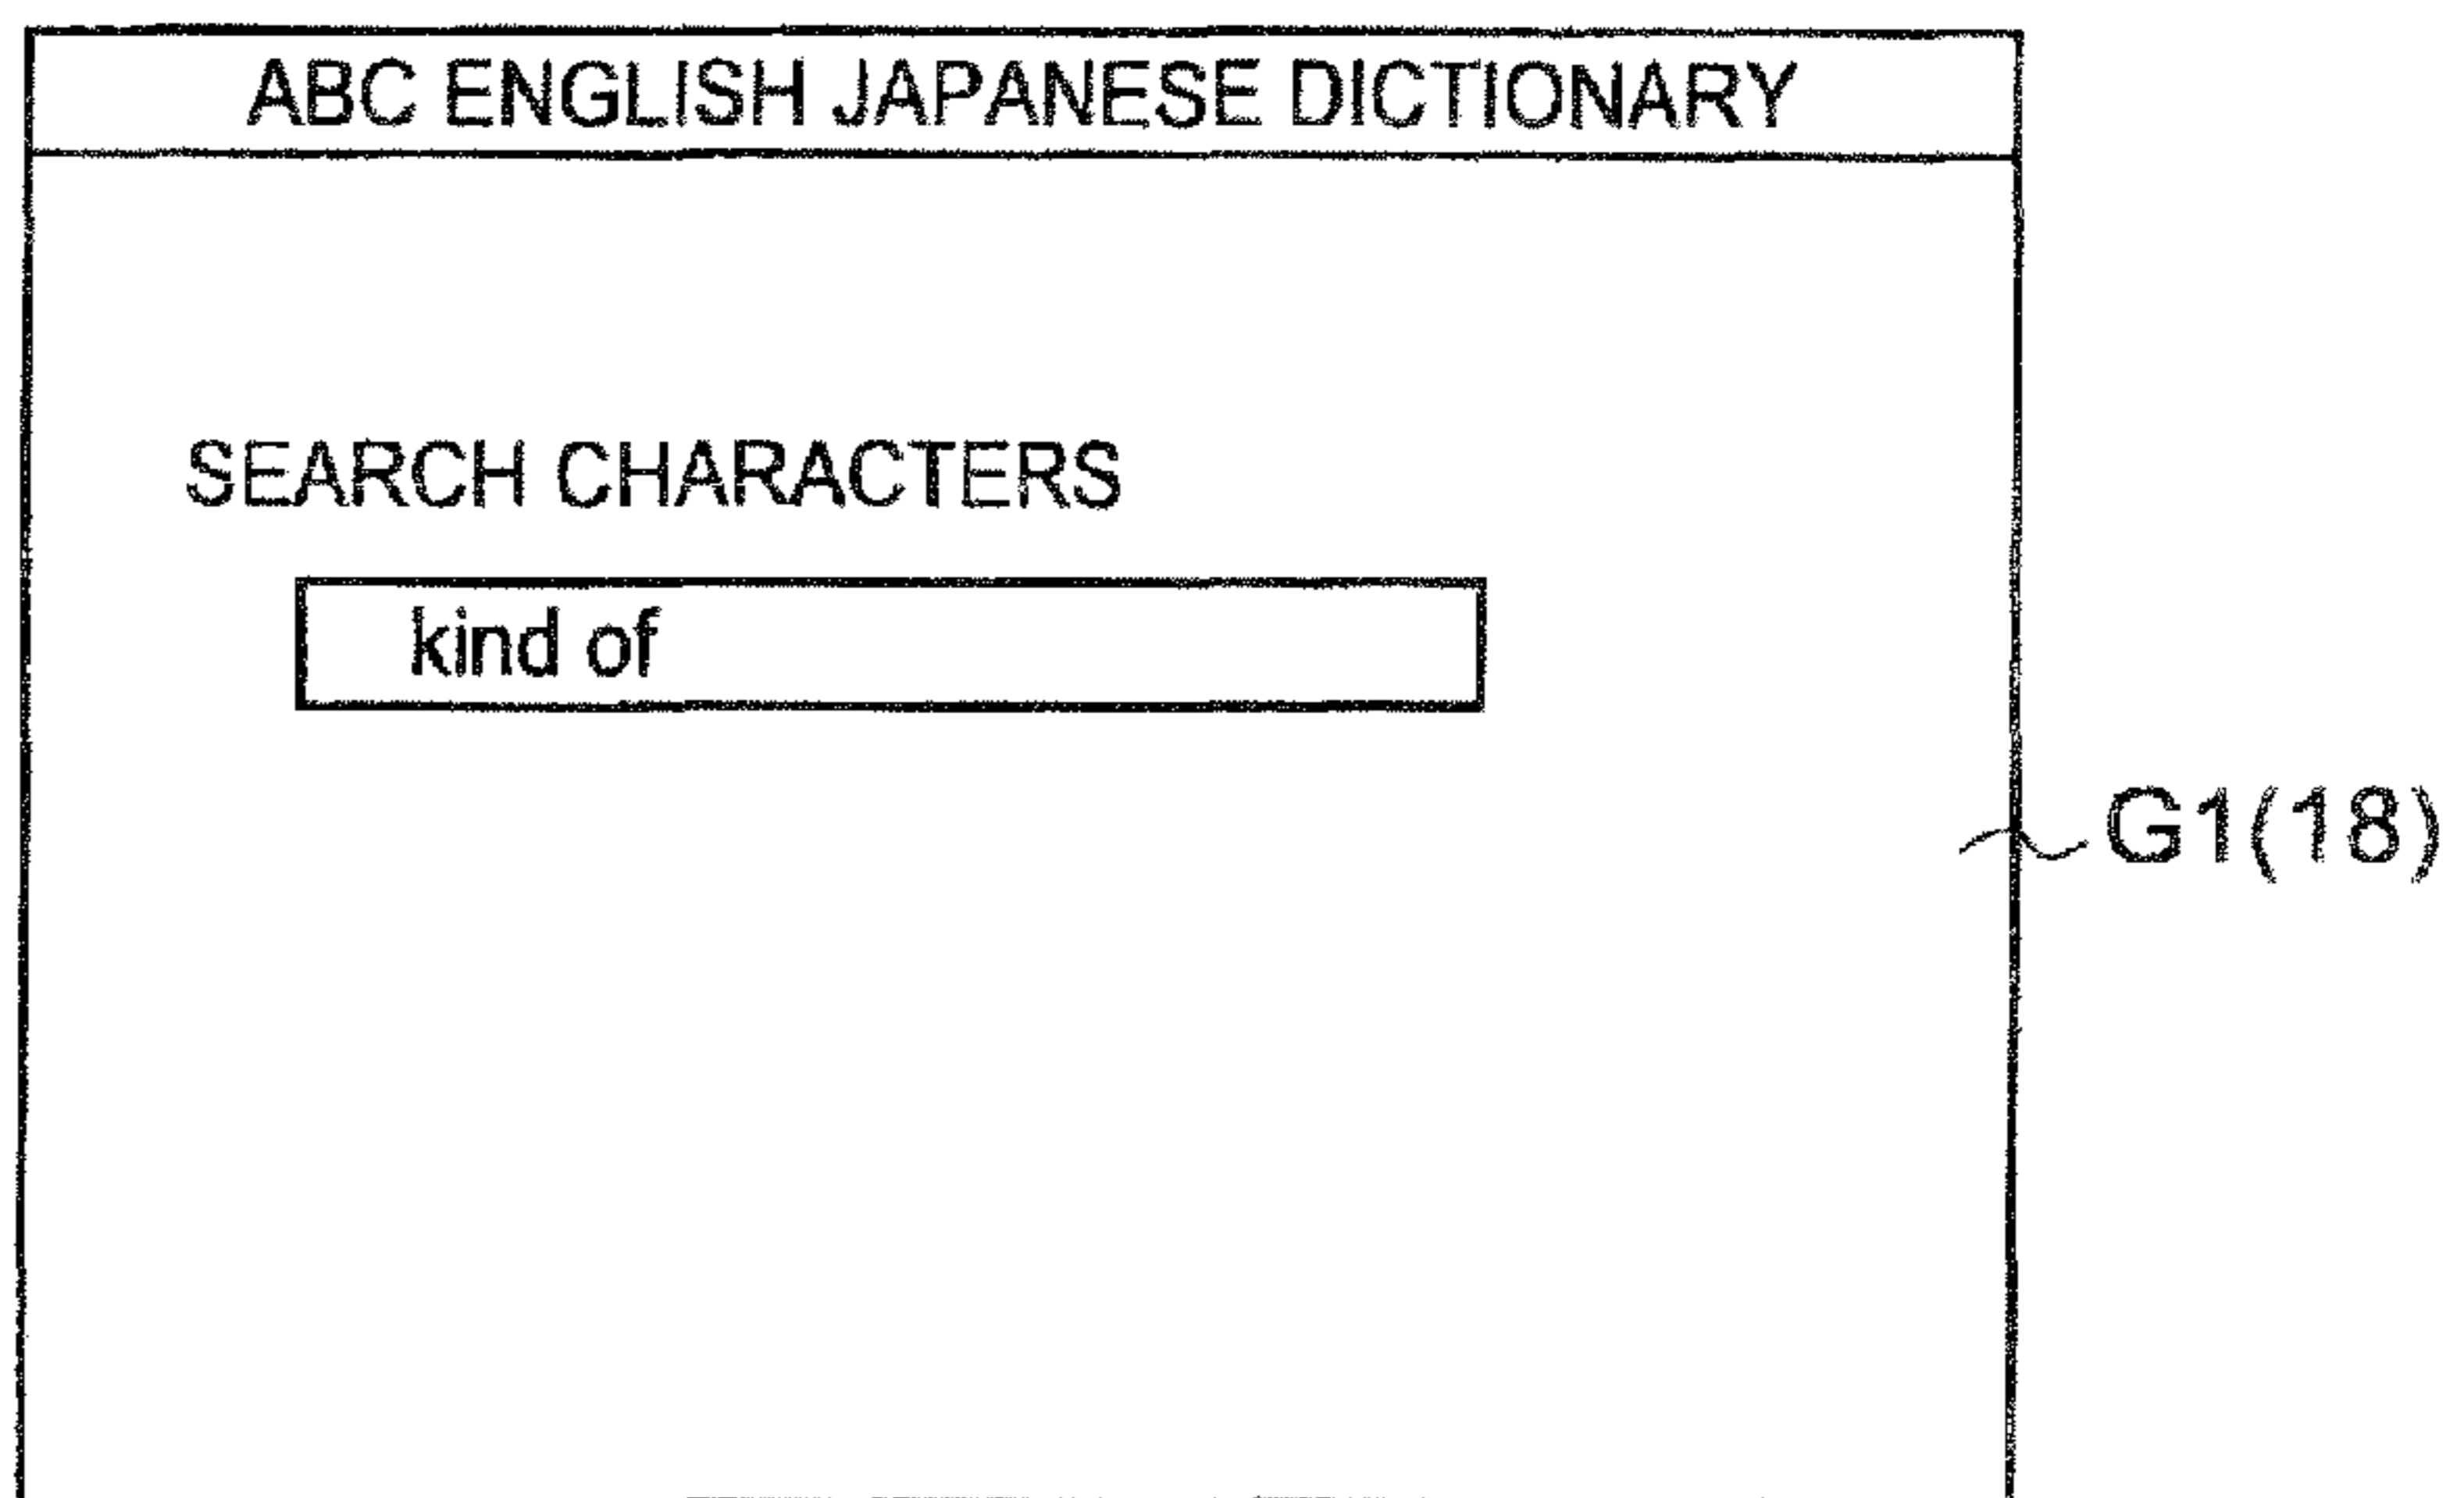 ABC ENGLISH JAPANESE DICTIONARY
SEARCH CHARACTERS
kind of
G1(18)